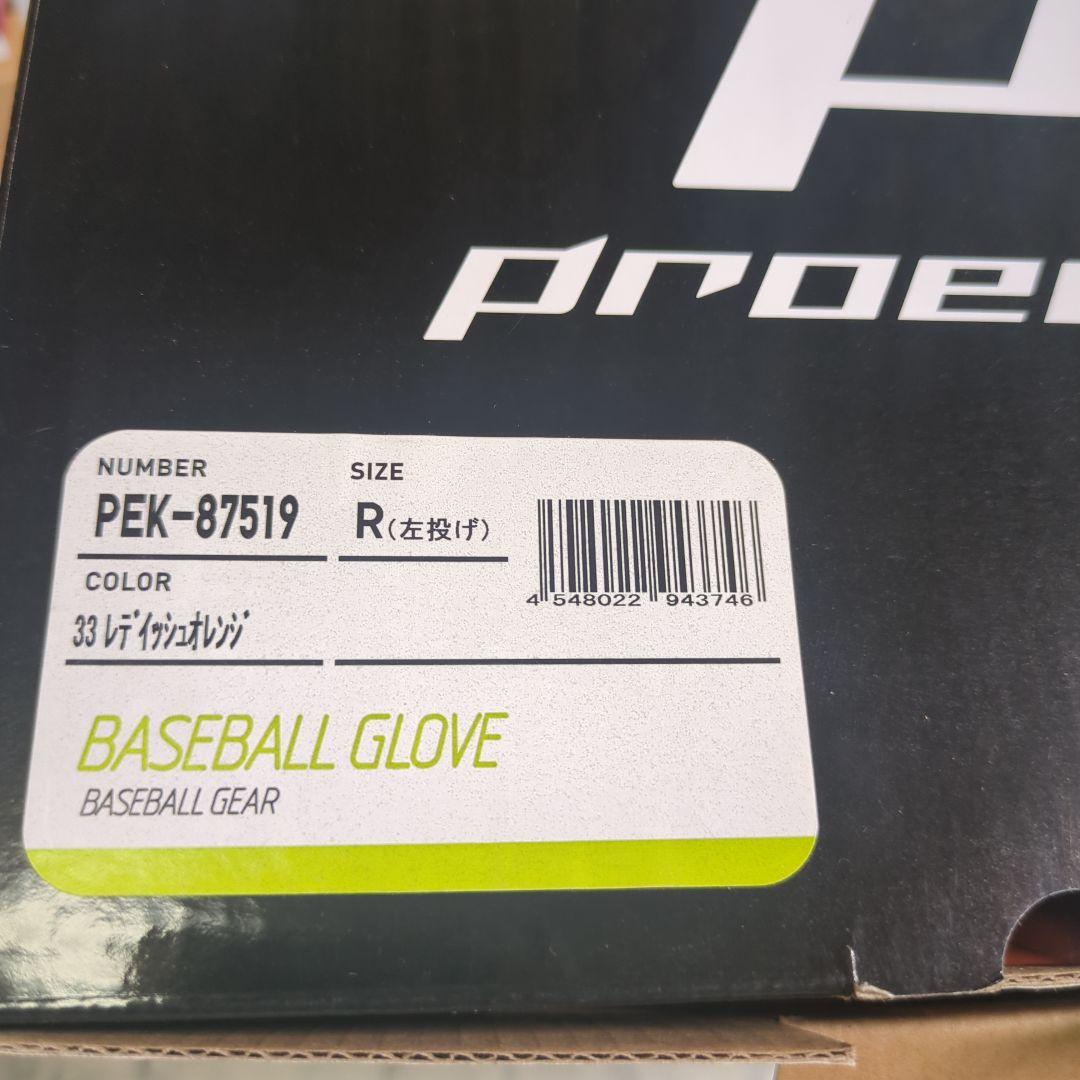 proe
NUMBER
PEK-87519
SIZE
R(左投げ)
4 548022 943746
COLOR
33 ﾚﾃﾞｲｯｼｭｵﾚﾝｼﾞ
BASEBALL GLOVE
BASEBALL GEAR